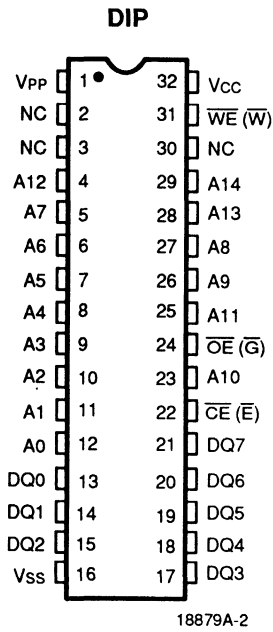 DIP
VPP 1 32 VCC
NC 2 31 W̅E̅ (W̅)
NC 3 30 NC
A12 4 29 A14
A7 5 28 A13
A6 6 27 A8
A5 7 26 A9
A4 8 25 A11
A3 9 24 O̅E̅ (G̅)
A2 10 23 A10
A1 11 22 C̅E̅ (E̅)
A0 12 21 DQ7
DQ0 13 20 DQ6
DQ1 14 19 DQ5
DQ2 15 18 DQ4
VSS 16 17 DQ3
18879A-2